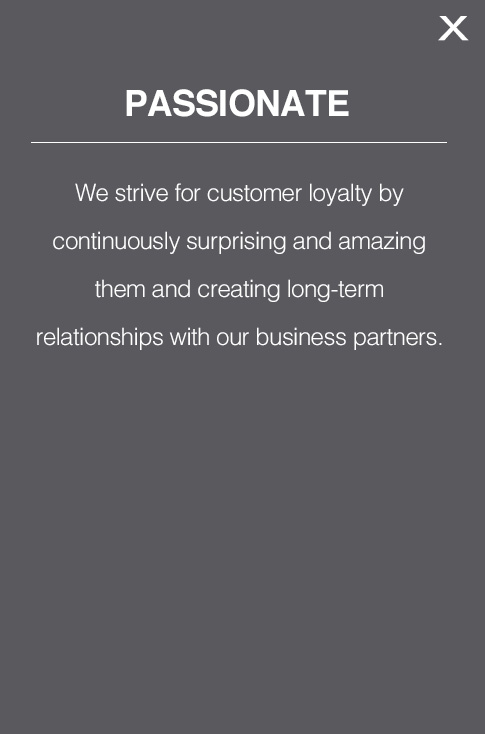 X
PASSIONATE
We strive for customer loyalty by
continuously surprising and amazing
them and creating long-term
relationships with our business partners.